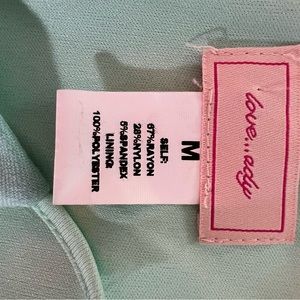 love...ady
M
SELF:
67%RAYON
28%NYLON
5%SPANDEX
LINING:
100%POLYESTER